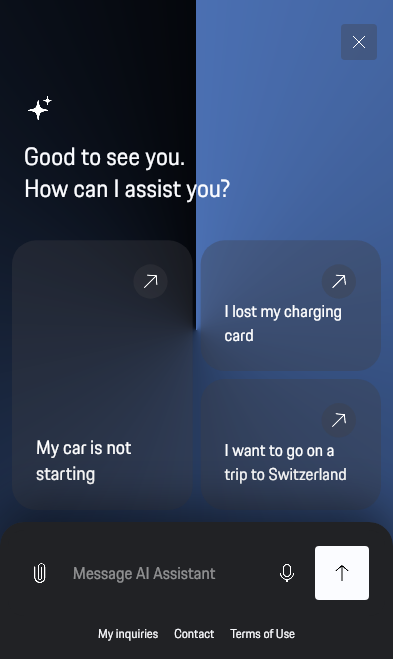 Good to see you.
How can I assist you?
I lost my charging
card
My car is not
starting
I want to go on a
trip to Switzerland
Message AI Assistant
My inquiries
Contact
Terms of Use